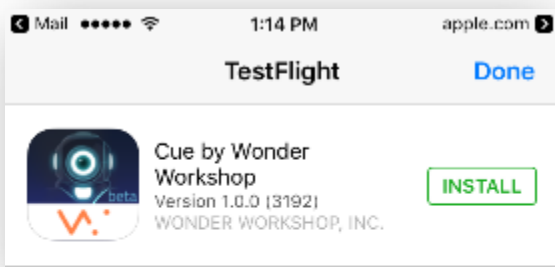 Mail 1:14 PM apple.com
TestFlight Done
Cue by Wonder
Workshop
Version 1.0.0 (3192)
WONDER WORKSHOP, INC.
INSTALL
beta